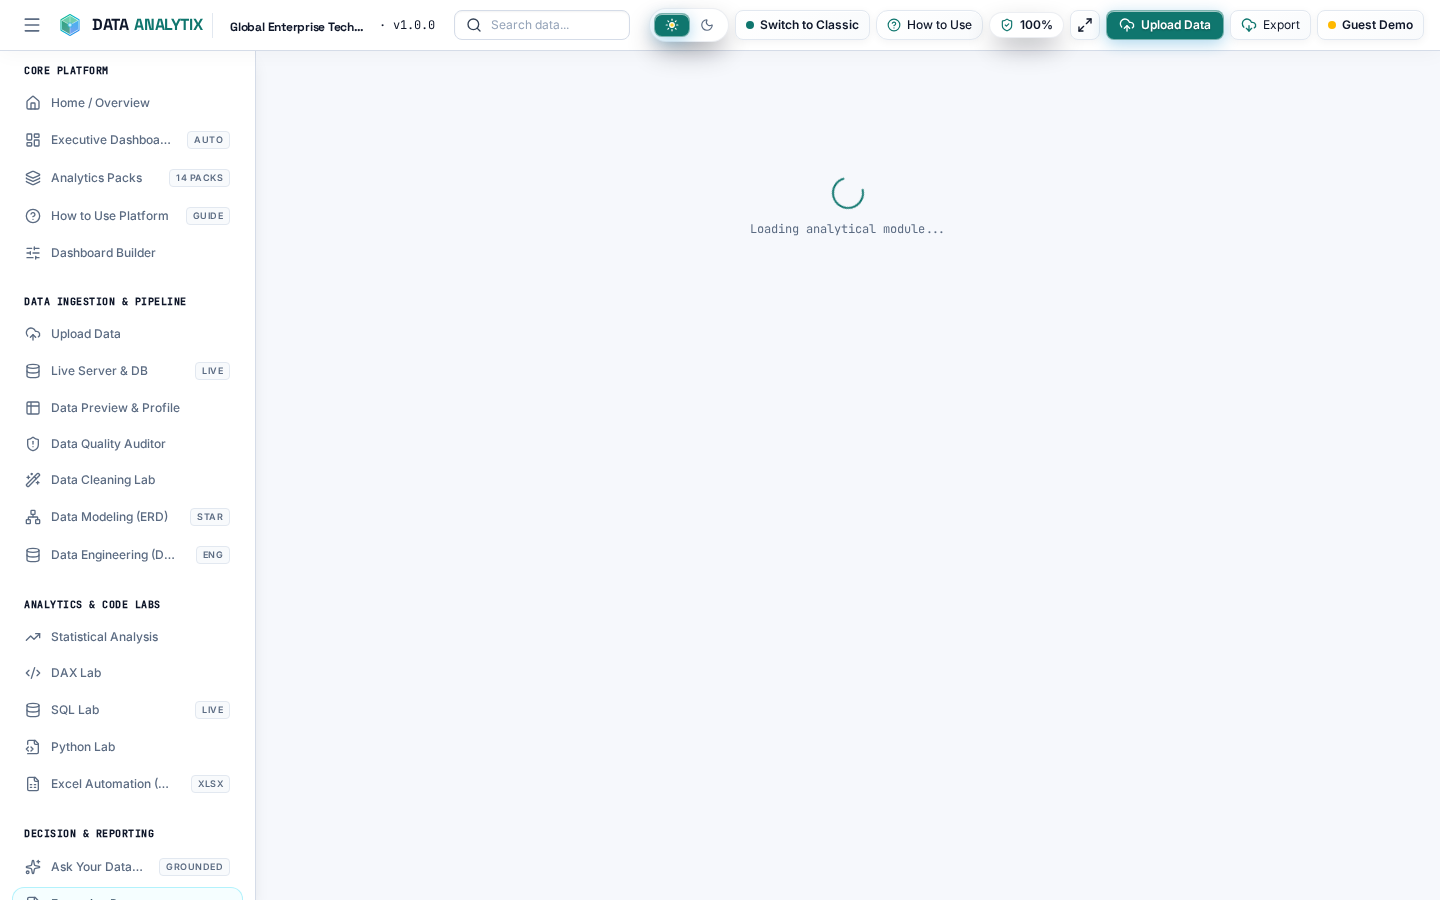 DATA ANALYTIX
Global Enterprise Tech...
· v1.0.0
Search data...
Switch to Classic
How to Use
100%
Upload Data
Export
Guest Demo
CORE PLATFORM
Home / Overview
Executive Dashboa... AUTO
Analytics Packs 14 PACKS
How to Use Platform GUIDE
Dashboard Builder
DATA INGESTION & PIPELINE
Upload Data
Live Server & DB LIVE
Data Preview & Profile
Data Quality Auditor
Data Cleaning Lab
Data Modeling (ERD) STAR
Data Engineering (D... ENG
ANALYTICS & CODE LABS
Statistical Analysis
DAX Lab
SQL Lab LIVE
Python Lab
Excel Automation (... XLSX
DECISION & REPORTING
Ask Your Data... GROUNDED
Loading analytical module...